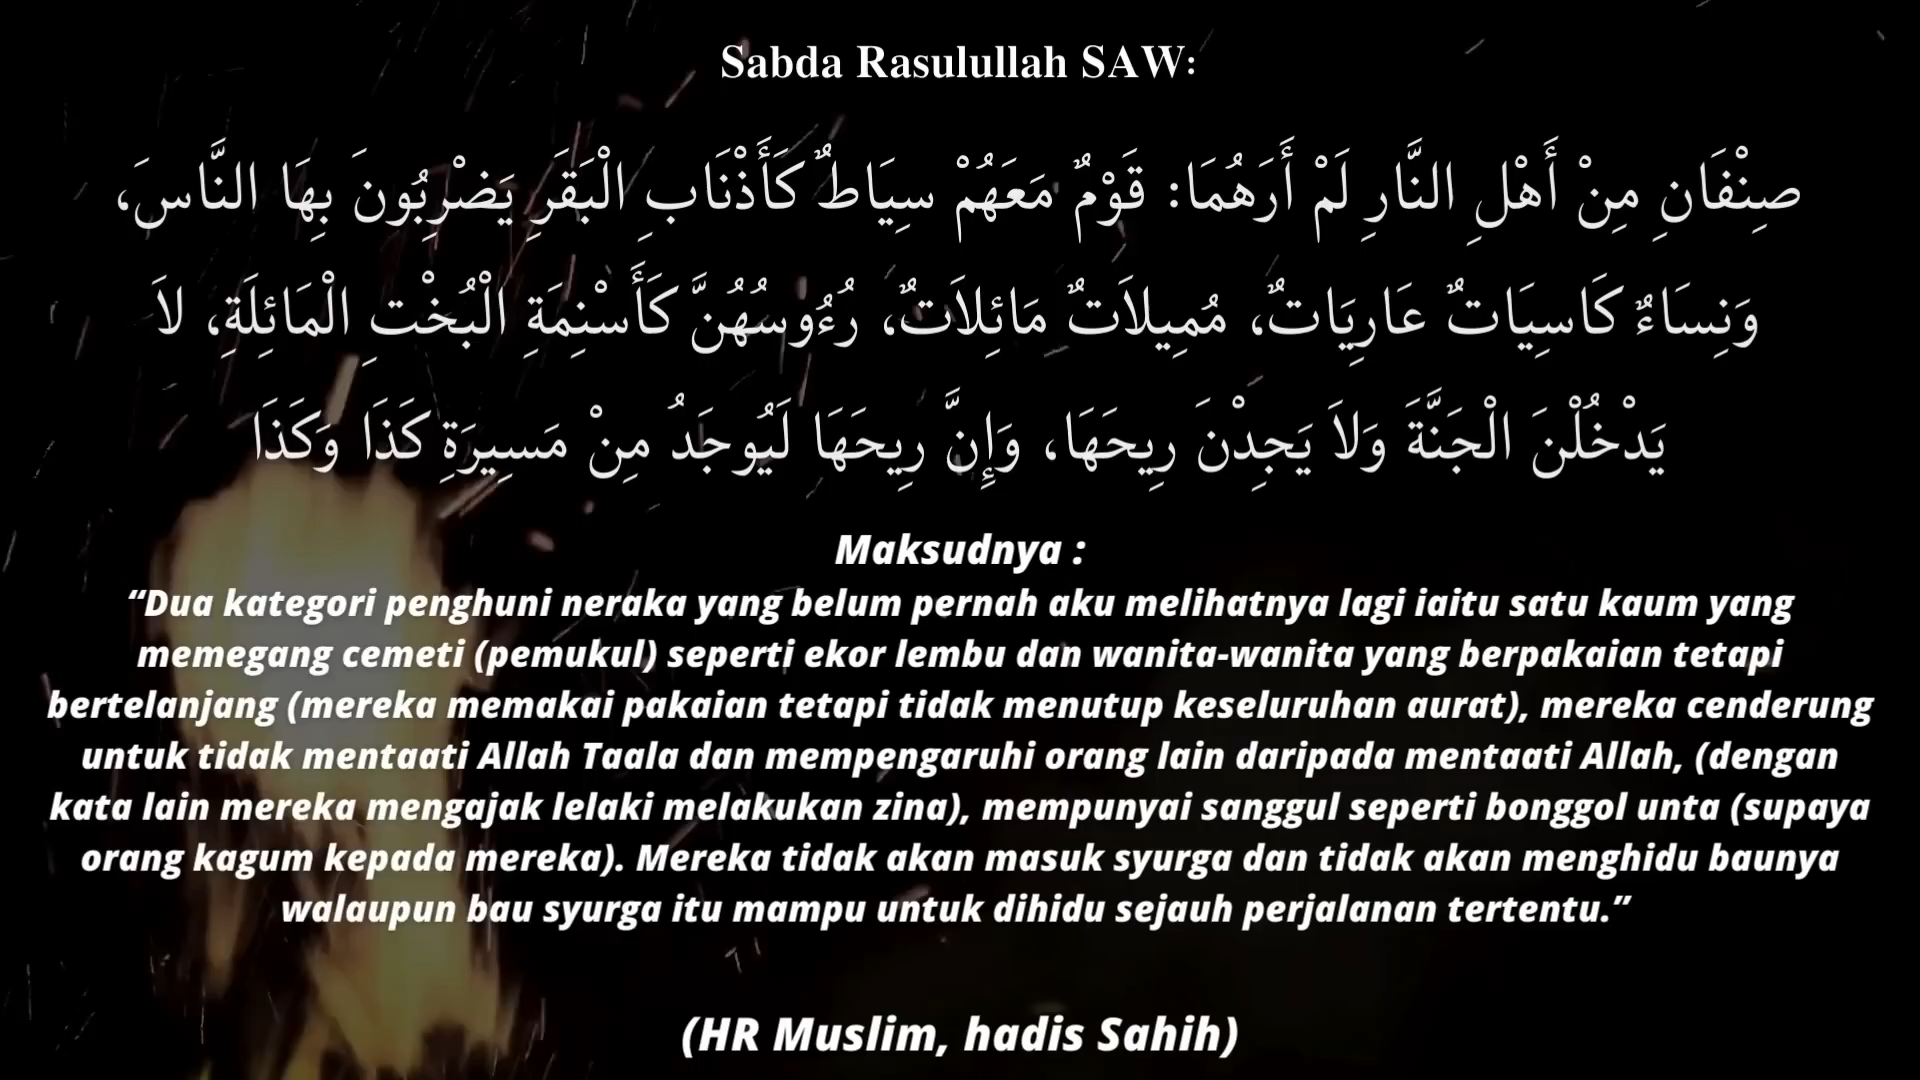 Sabda Rasulullah SAW:
صِنْفَانِ مِنْ أَهْلِ النَّارِ لَمْ أَرَهُمَا: قَوْمٌ مَعَهُمْ سِيَاطٌ كَأَذْنَابِ الْبَقَرِ يَضْرِبُونَ بِهَا النَّاسَ،
وَنِسَاءٌ كَاسِيَاتٌ عَارِيَاتٌ، مُمِيلاَتٌ مَائِلاَتٌ، رُءُوسُهُنَّ كَأَسْنِمَةِ الْبُخْتِ الْمَائِلَةِ، لاَ
يَدْخُلْنَ الْجَنَّةَ وَلاَ يَجِدْنَ رِيحَهَا، وَإِنَّ رِيحَهَا لَيُوجَدُ مِنْ مَسِيرَةِ كَذَا وَكَذَا
Maksudnya :
“Dua kategori penghuni neraka yang belum pernah aku melihatnya lagi iaitu satu kaum yang
memegang cemeti (pemukul) seperti ekor lembu dan wanita-wanita yang berpakaian tetapi
bertelanjang (mereka memakai pakaian tetapi tidak menutup keseluruhan aurat), mereka cenderung
untuk tidak mentaati Allah Taala dan mempengaruhi orang lain daripada mentaati Allah, (dengan
kata lain mereka mengajak lelaki melakukan zina), mempunyai sanggul seperti bonggol unta (supaya
orang kagum kepada mereka). Mereka tidak akan masuk syurga dan tidak akan menghidu baunya
walaupun bau syurga itu mampu untuk dihidu sejauh perjalanan tertentu.”
(HR Muslim, hadis Sahih)